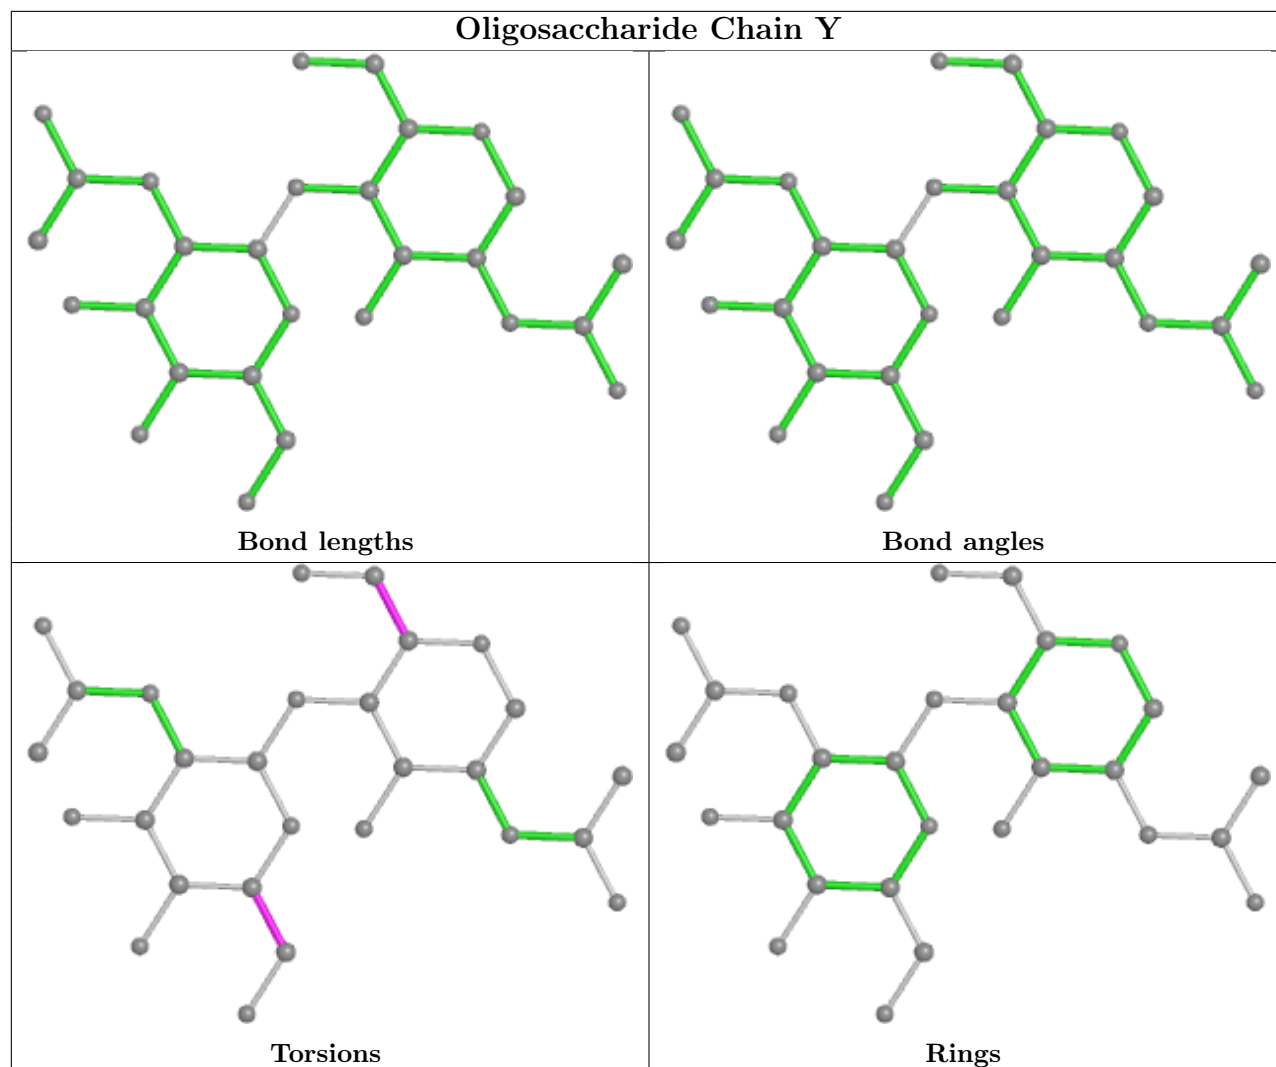 Oligosaccharide Chain Y
Bond lengths
Bond angles
Torsions
Rings